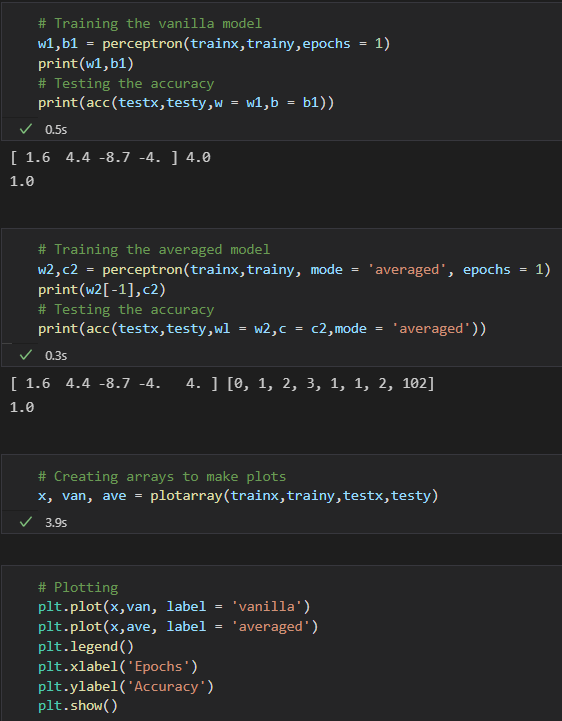 # Training the vanilla model
w1,b1 = perceptron(trainx,trainy,epochs = 1)
print(w1,b1)
# Testing the accuracy
print(acc(testx,testy,w = w1,b = b1))
0.5s
[ 1.6  4.4 -8.7 -4. ] 4.0
1.0
# Training the averaged model
w2,c2 = perceptron(trainx,trainy, mode = 'averaged', epochs = 1)
print(w2[-1],c2)
# Testing the accuracy
print(acc(testx,testy,wl = w2,c = c2,mode = 'averaged'))
0.3s
[ 1.6  4.4 -8.7 -4.   4. ] [0, 1, 2, 3, 1, 1, 2, 102]
1.0
# Creating arrays to make plots
x, van, ave = plotarray(trainx,trainy,testx,testy)
3.9s
# Plotting
plt.plot(x,van, label = 'vanilla')
plt.plot(x,ave, label = 'averaged')
plt.legend()
plt.xlabel('Epochs')
plt.ylabel('Accuracy')
plt.show()